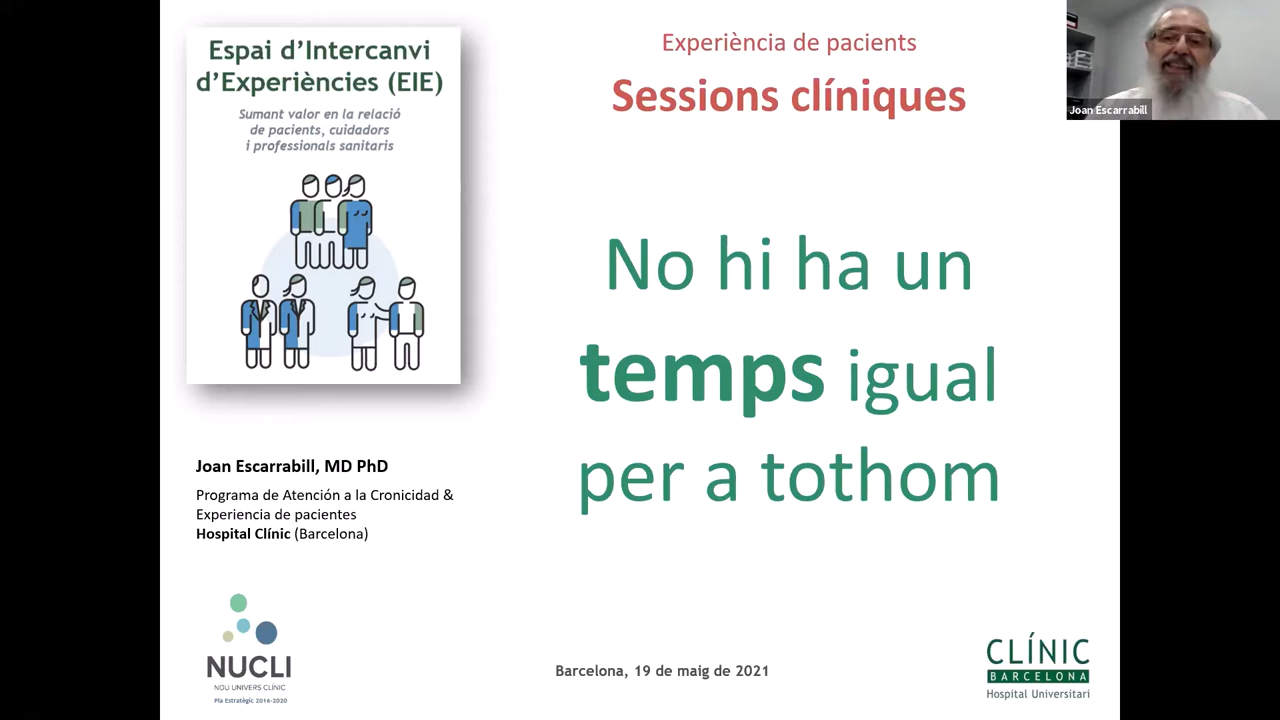 Espai d'Intercanvi
d'Experiències (EIE)
Sumant valor en la relació
de pacients, cuidadors
i professionals sanitaris
Experiència de pacients
Sessions clíniques
Joan Escarrabill
No hi ha un
temps igual
per a tothom
Joan Escarrabill, MD PhD
Programa de Atención a la Cronicidad &
Experiencia de pacientes
Hospital Clínic (Barcelona)
NUCLI
NOU UNIVERS CLÍNIC
Pla Estratègic 2016-2020
Barcelona, 19 de maig de 2021
CLÍNIC
BARCELONA
Hospital Universitari